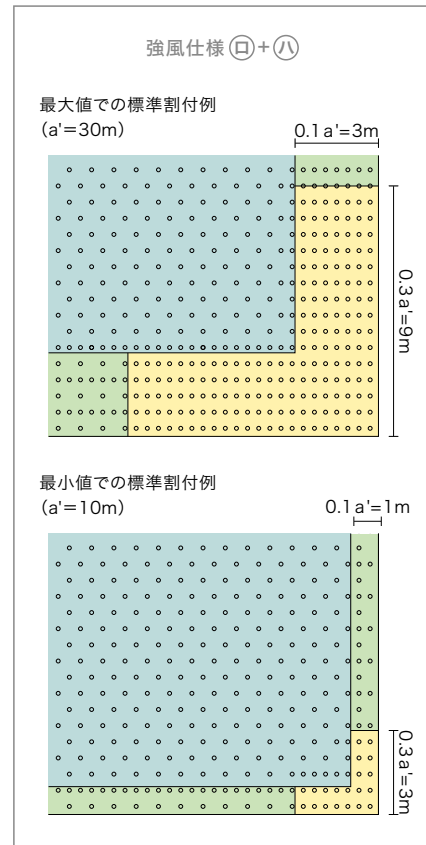 強風仕様㋺+㋩
最大値での標準割付例
(a'=30m)
0.1a'=3m
0.3a'=9m
最小値での標準割付例
(a'=10m)
0.1a'=1m
0.3a'=3m